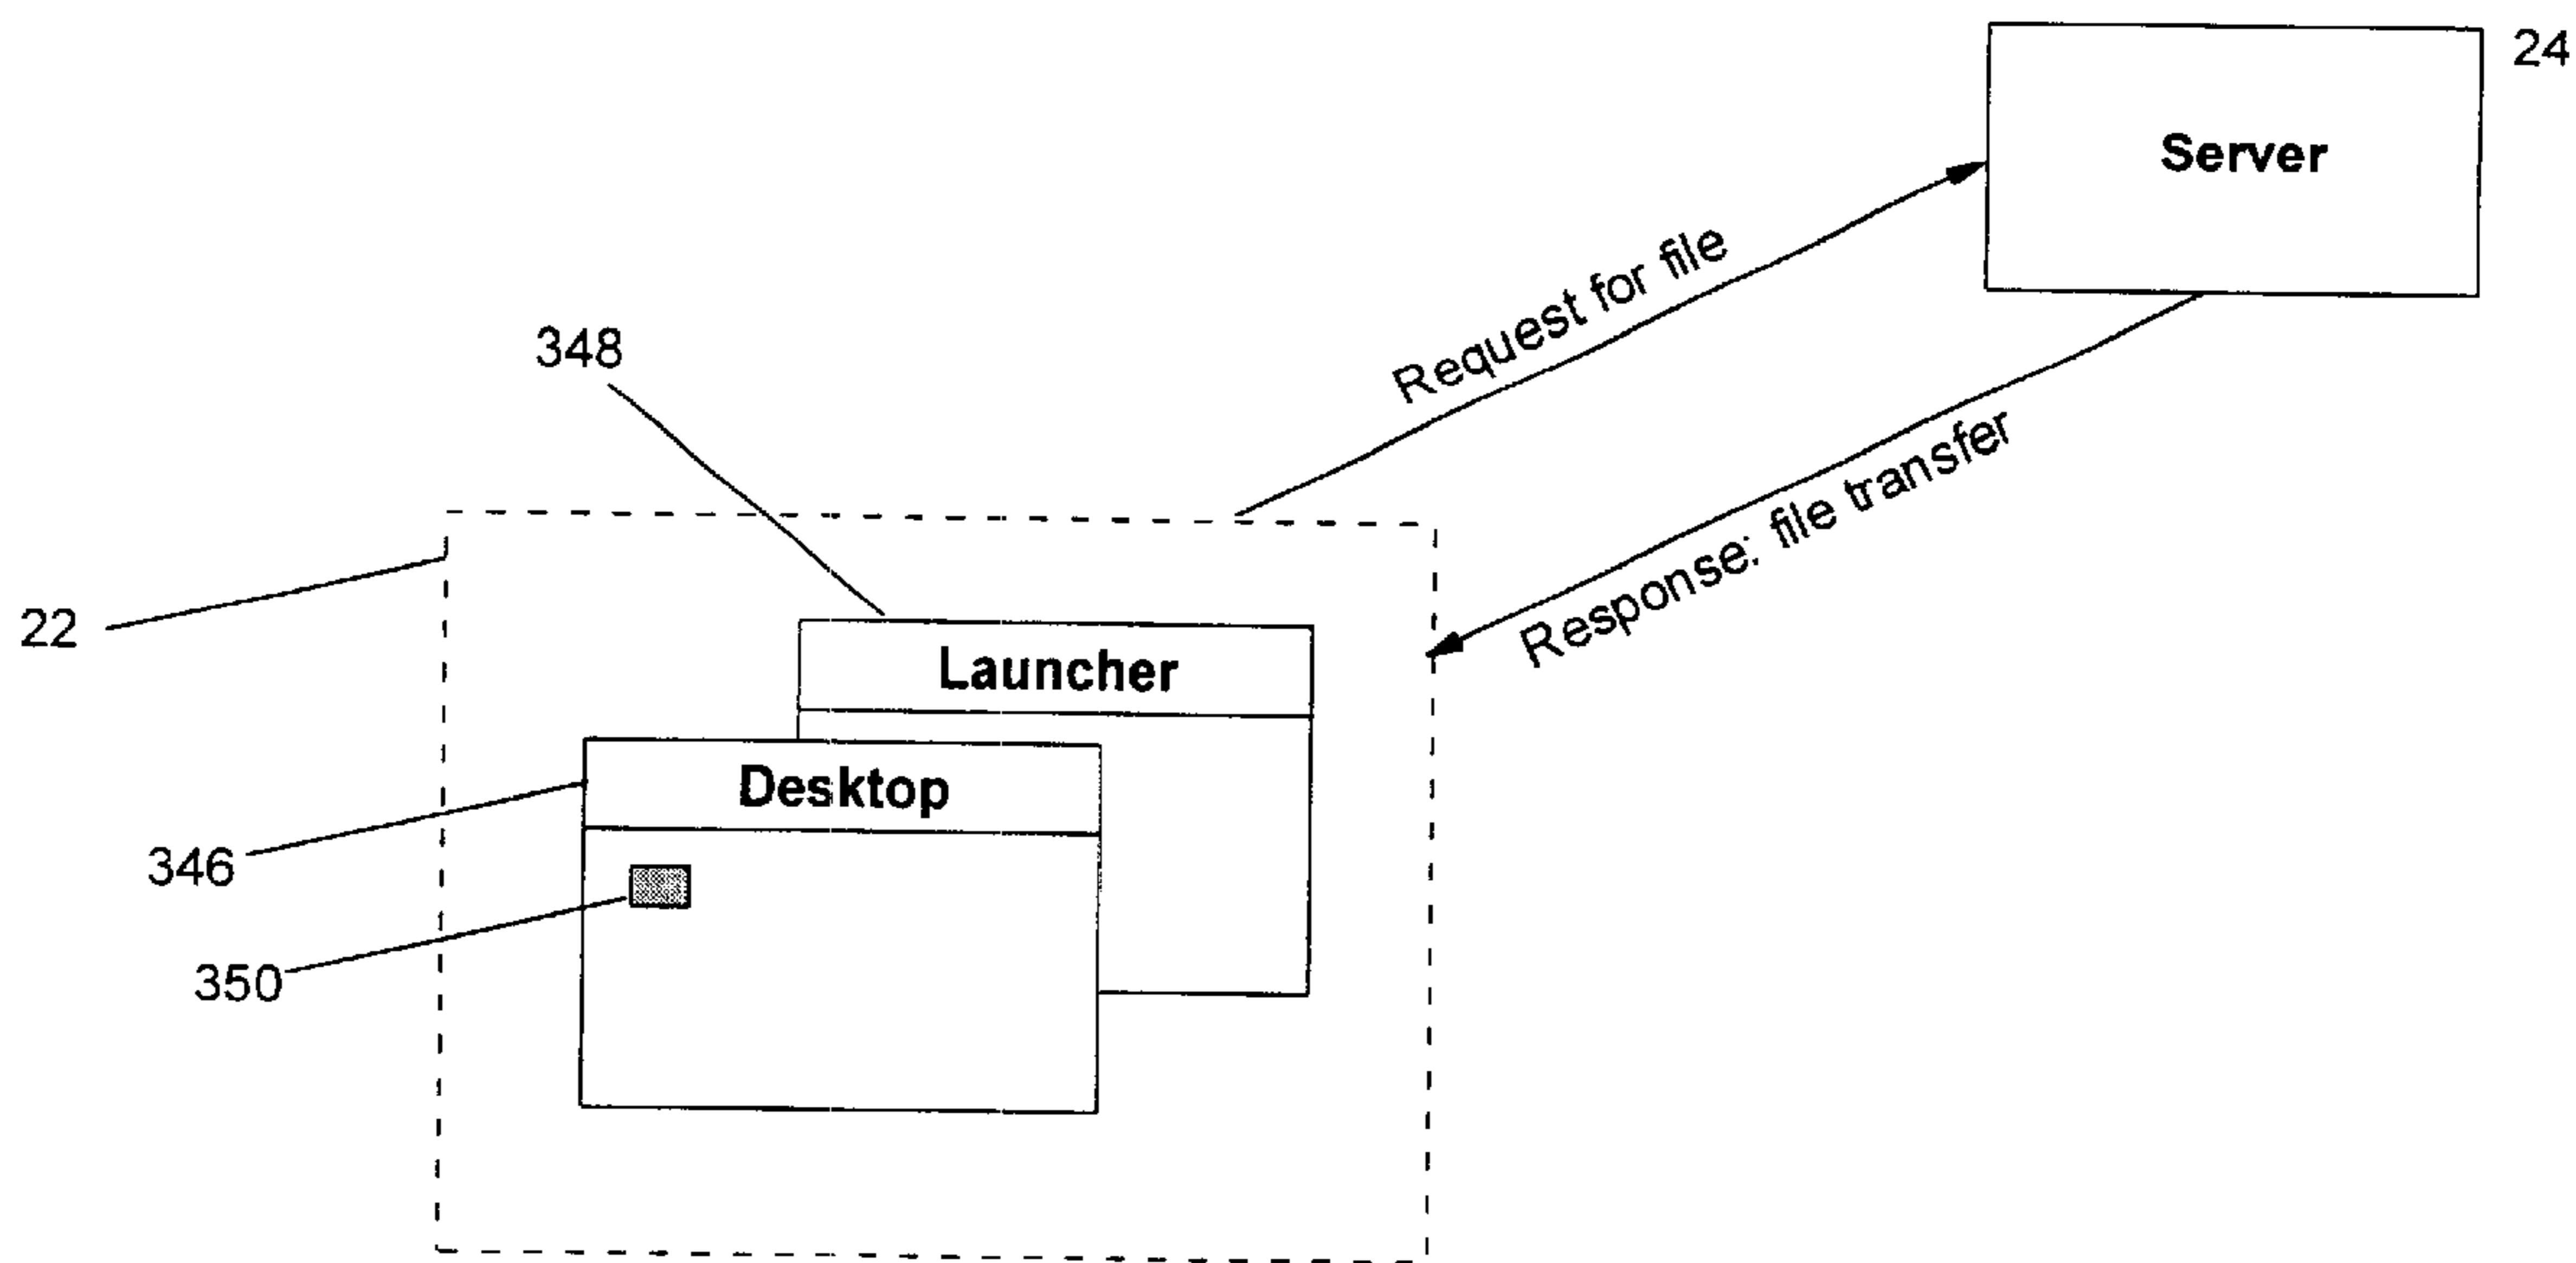 24
Server
Request for file
348
Response: file transfer
22
Launcher
Desktop
346
350